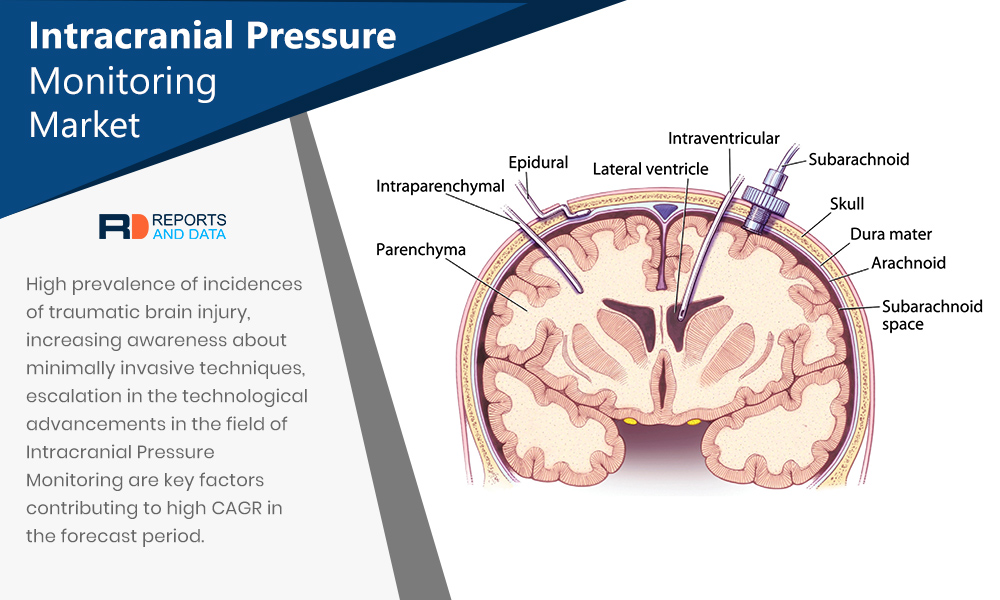 Intracranial Pressure
Monitoring
Market
REPORTS
AND DATA
High prevalence of incidences
of traumatic brain injury,
increasing awareness about
minimally invasive techniques,
escalation in the technological
advancements in the field of
Intracranial Pressure
Monitoring are key factors
contributing to high CAGR in
the forecast period.
Intraventricular
Epidural
Lateral ventricle
Subarachnoid
Intraparenchymal
Skull
Dura mater
Parenchyma
Arachnoid
Subarachnoid
space